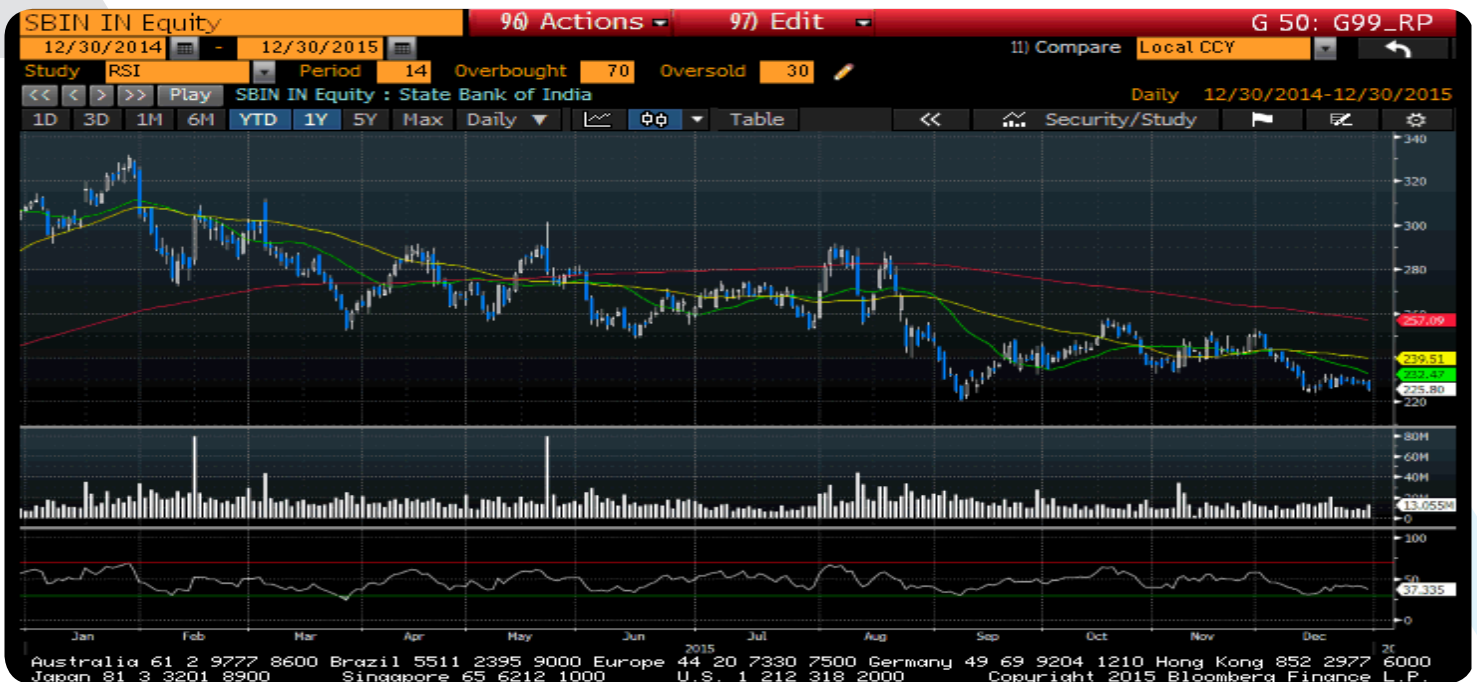 SBIN IN Equity 96) Actions 97) Edit G 50: G99_RP
12/30/2014 - 12/30/2015 11) Compare Local CCY
Study RSI Period 14 Overbought 70 Oversold 30
<< < > >> Play SBIN IN Equity : State Bank of India Daily 12/30/2014-12/30/2015
1D 3D 1M 6M YTD 1Y 5Y Max Daily Table << Security/Study
340
320
300
280
257.09
239.51
232.47
225.80
220
80M
60M
40M
13.055M
0
100
50
37.335
0
Jan Feb Mar Apr May Jun Jul Aug Sep Oct Nov Dec
2015
Australia 61 2 9777 8600 Brazil 5511 2395 9000 Europe 44 20 7330 7500 Germany 49 69 9204 1210 Hong Kong 852 2977 6000
Japan 81 3 3201 8900 Singapore 65 6212 1000 U.S. 1 212 318 2000 Copyright 2015 Bloomberg Finance L.P.